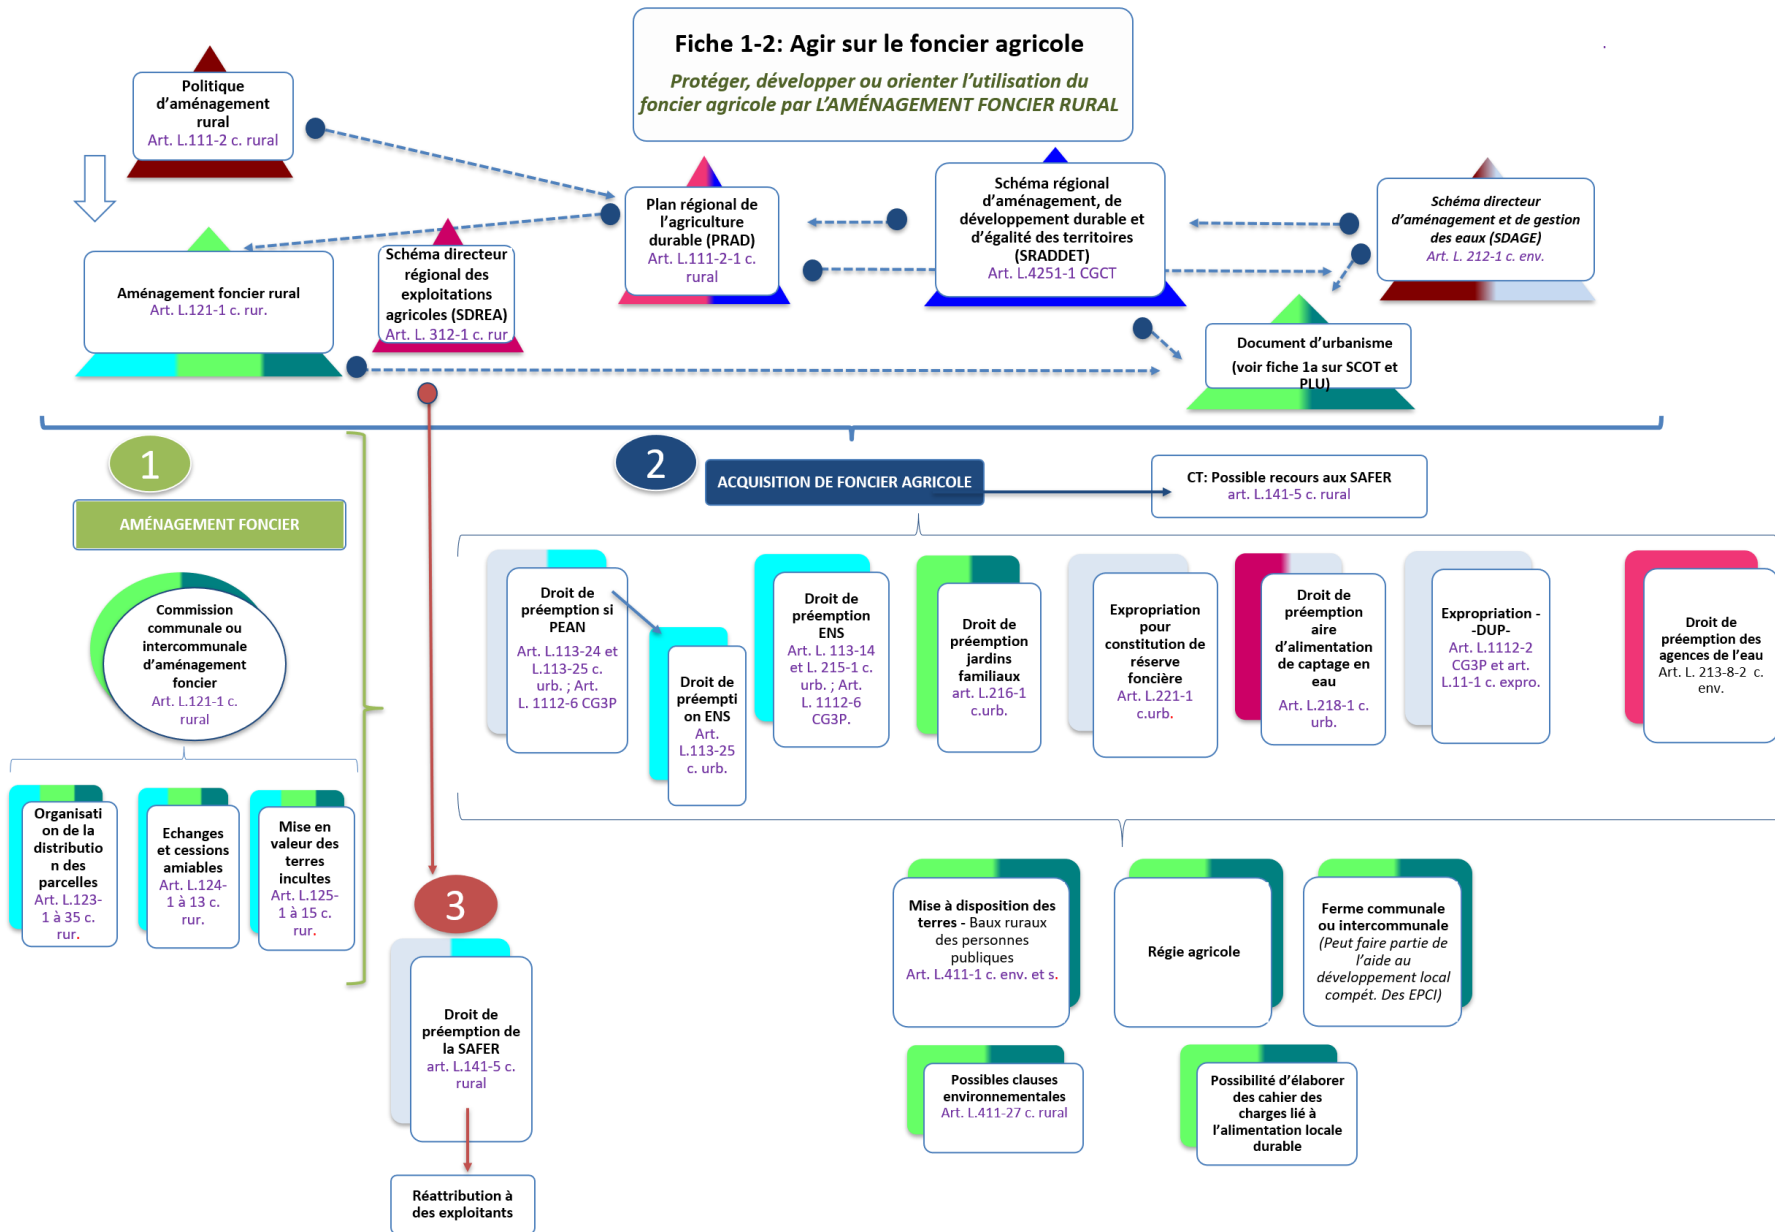 Fiche 1-2: Agir sur le foncier agricole
Protéger, développer ou orienter l'utilisation du
foncier agricole par L'AMÉNAGEMENT FONCIER RURAL
Politique
d'aménagement
rural
Art. L.111-2 c. rural
Plan régional de
l'agriculture
durable (PRAD)
Art. L.111-2-1 c.
rural
Schéma régional
d'aménagement, de
développement durable et
d'égalité des territoires
(SRADDET)
Art. L.4251-1 CGCT
Schéma directeur
d'aménagement et de gestion
des eaux (SDAGE)
Art. L. 212-1 c. env.
Aménagement foncier rural
Art. L.121-1 c. rur.
Schéma directeur
régional des
exploitations
agricoles (SDREA)
Art. L. 312-1 c. rur
Document d'urbanisme
(voir fiche 1a sur SCOT et
PLU)
1
AMÉNAGEMENT FONCIER
Commission
communale ou
intercommunale
d'aménagement
foncier
Art. L.121-1 c.
rural
Organisati
on de la
distributio
n des
parcelles
Art. L.123-
1 à 35 c.
rur.
Echanges
et cessions
amiables
Art. L.124-
1 à 13 c.
rur.
Mise en
valeur des
terres
incultes
Art. L.125-
1 à 15 c.
rur.
2
ACQUISITION DE FONCIER AGRICOLE
CT: Possible recours aux SAFER
art. L.141-5 c. rural
Droit de
préemption si
PEAN
Art. L.113-24 et
L.113-25 c.
urb. ; Art.
L. 1112-6 CG3P
Droit de
préempti
on ENS
Art.
L.113-25
c. urb.
Droit de
préemption
ENS
Art. L. 113-14
et L. 215-1 c.
urb. ; Art.
L. 1112-6
CG3P.
Droit de
préemption
jardins
familiaux
art. L.216-1
c.urb.
Expropriation
pour
constitution de
réserve
foncière
Art. L.221-1
c.urb.
Droit de
préemption
aire
d'alimentation
de captage en
eau
Art. L.218-1 c.
urb.
Expropriation -
-DUP-
Art. L.1112-2
CG3P et art.
L.11-1 c. expro.
Droit de
préemption des
agences de l'eau
Art. L. 213-8-2 c.
env.
Mise à disposition des
terres - Baux ruraux
des personnes
publiques
Art. L.411-1 c. env. et s.
Régie agricole
Ferme communale
ou intercommunale
(Peut faire partie de
l'aide au
développement local
compét. Des EPCI)
Possibles clauses
environnementales
Art. L.411-27 c. rural
Possibilité d'élaborer
des cahier des
charges lié à
l'alimentation locale
durable
3
Droit de
préemption de
la SAFER
art. L.141-5 c.
rural
Réattribution à
des exploitants